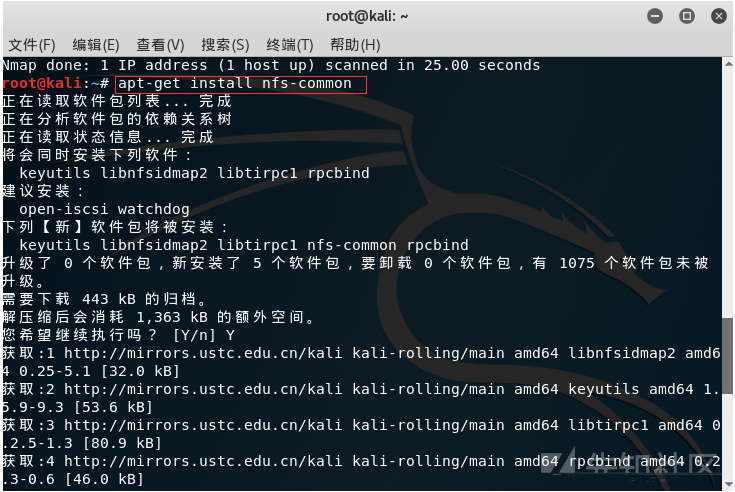 root@kali: ~
文件(F) 编辑(E) 查看(V) 搜索(S) 终端(T) 帮助(H)
Nmap done: 1 IP address (1 host up) scanned in 25.00 seconds
root@kali:~# apt-get install nfs-common
正在读取软件包列表... 完成
正在分析软件包的依赖关系树
正在读取状态信息... 完成
将会同时安装下列软件：
keyutils libnfsidmap2 libtirpc1 rpcbind
建议安装：
open-iscsi watchdog
下列【新】软件包将被安装：
keyutils libnfsidmap2 libtirpc1 nfs-common rpcbind
升级了 0 个软件包，新安装了 5 个软件包，要卸载 0 个软件包，有 1075 个软件包未被
升级。
需要下载 443 kB 的归档。
解压缩后会消耗 1,363 kB 的额外空间。
您希望继续执行吗？ [Y/n] Y
获取:1 http://mirrors.ustc.edu.cn/kali kali-rolling/main amd64 libnfsidmap2 amd6
4 0.25-5.1 [32.0 kB]
获取:2 http://mirrors.ustc.edu.cn/kali kali-rolling/main amd64 keyutils amd64 1.
5.9-9.3 [53.6 kB]
获取:3 http://mirrors.ustc.edu.cn/kali kali-rolling/main amd64 libtirpc1 amd64 0
.2.5-1.3 [80.9 kB]
获取:4 http://mirrors.ustc.edu.cn/kali kali-rolling/main amd64 rpcbind amd64 0.2
.3-0.6 [46.0 kB]